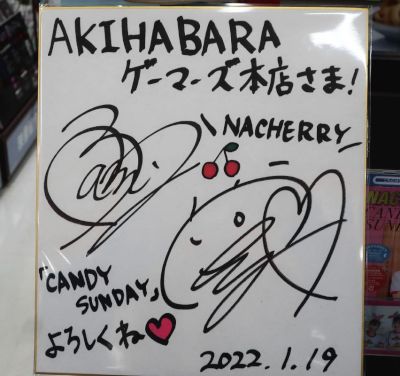 AKIHABARA
ゲーマーズ本店さま!
NACHERRY
「CANDY
SUNDAY」
よろしくね
2022.1.19